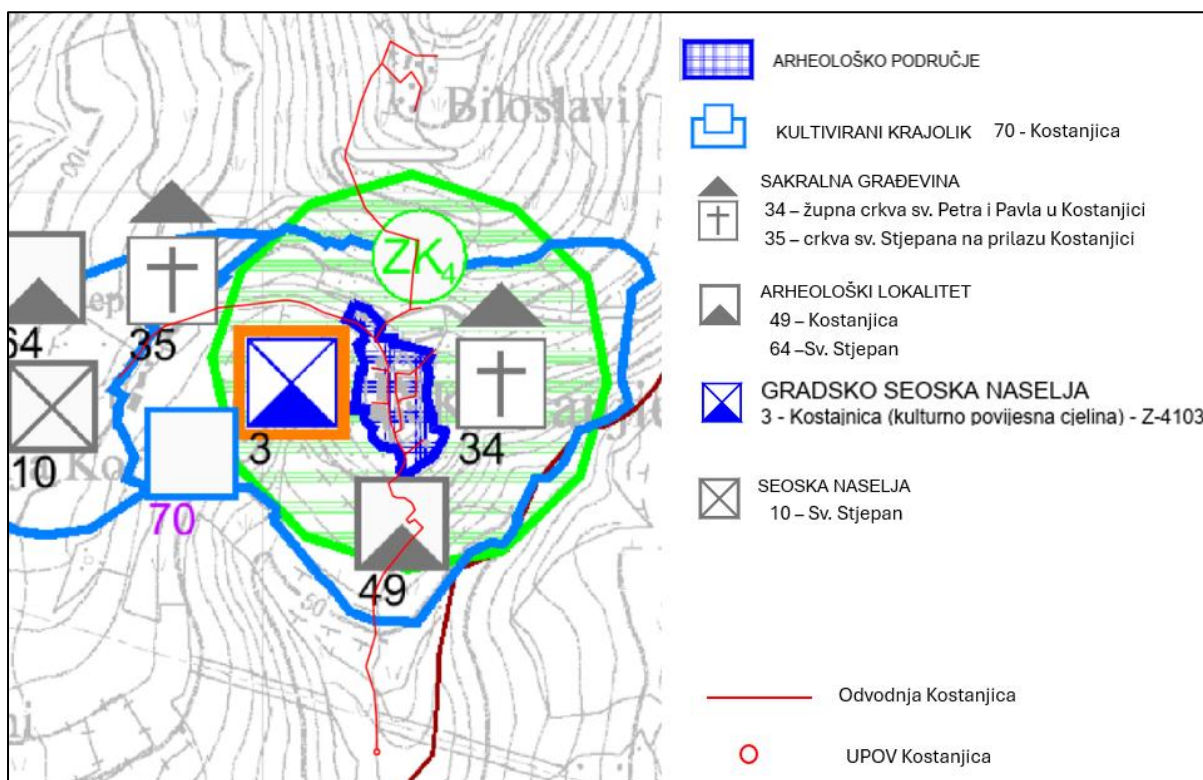 Biloslavi
ZK4
64
35
3
34
10
70
49
50
ARHEOLOŠKO PODRUČJE
KULTIVIRANI KRAJOLIK 70 - Kostanjica
SAKRALNA GRAĐEVINA
34 – župna crkva sv. Petra i Pavla u Kostanjici
35 – crkva sv. Stjepana na prilazu Kostanjici
ARHEOLOŠKI LOKALITET
49 – Kostanjica
64 –Sv. Stjepan
GRADSKO SEOSKA NASELJA
3 - Kostajnica (kulturno povijesna cjelina) - Z-4103
SEOSKA NASELJA
10 – Sv. Stjepan
Odvodnja Kostanjica
UPOV Kostanjica